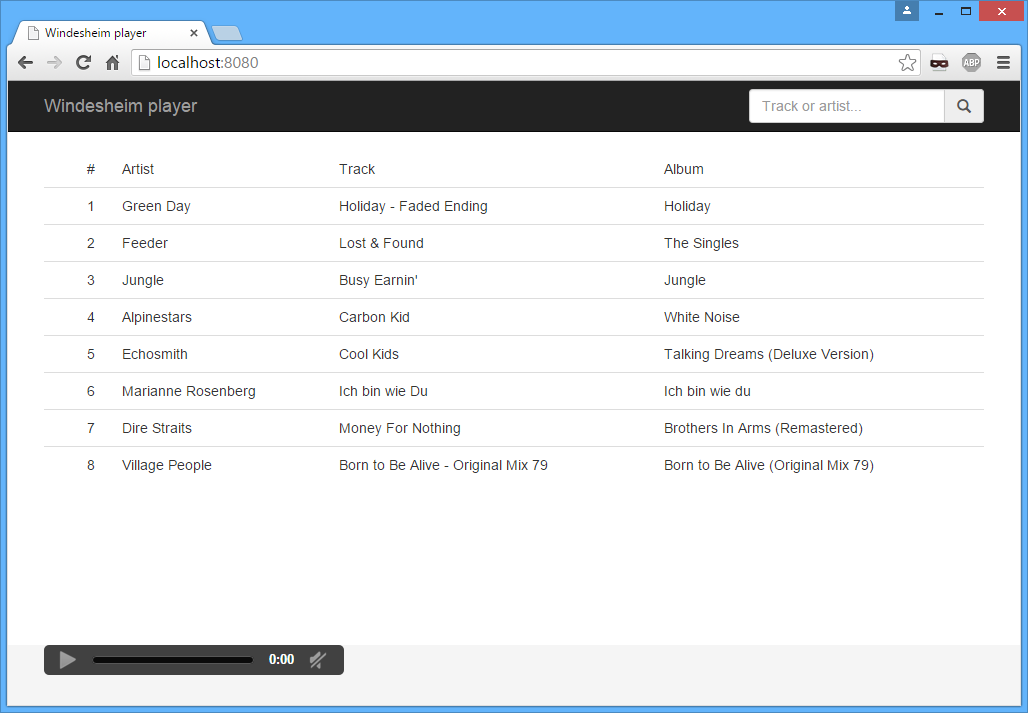 Windesheim player
localhost:8080
ABP
Windesheim player
Track or artist...
# Artist Track Album
1 Green Day Holiday - Faded Ending Holiday
2 Feeder Lost & Found The Singles
3 Jungle Busy Earnin' Jungle
4 Alpinestars Carbon Kid White Noise
5 Echosmith Cool Kids Talking Dreams (Deluxe Version)
6 Marianne Rosenberg Ich bin wie Du Ich bin wie du
7 Dire Straits Money For Nothing Brothers In Arms (Remastered)
8 Village People Born to Be Alive - Original Mix 79 Born to Be Alive (Original Mix 79)
0:00